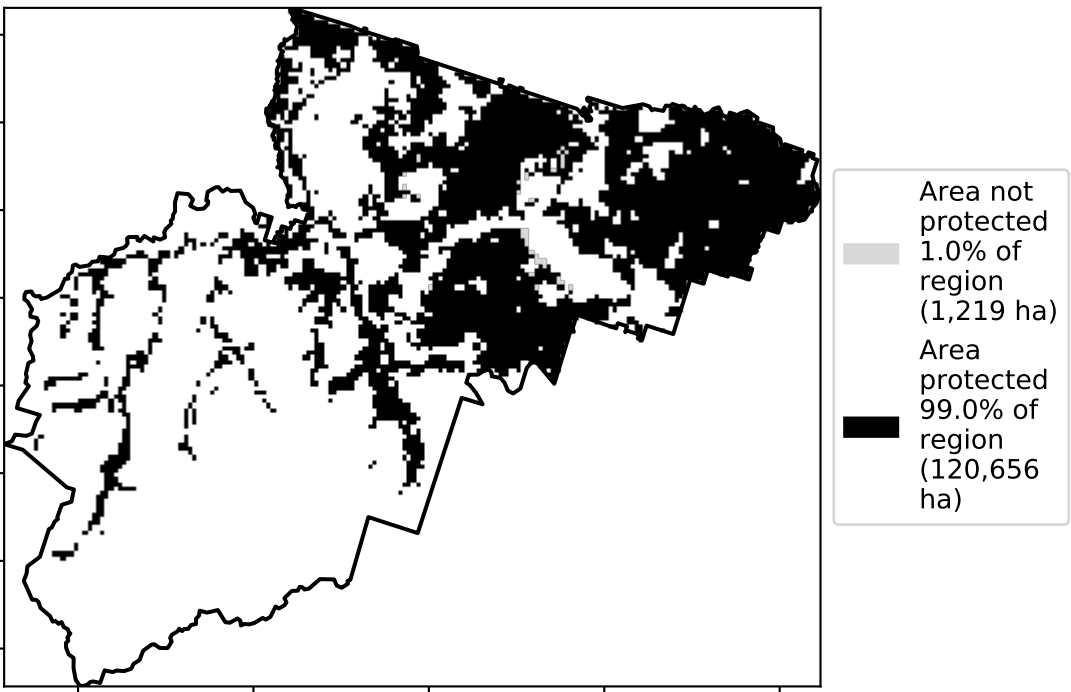 Area not
protected
1.0% of
region
(1,219 ha)
Area
protected
99.0% of
region
(120,656
ha)